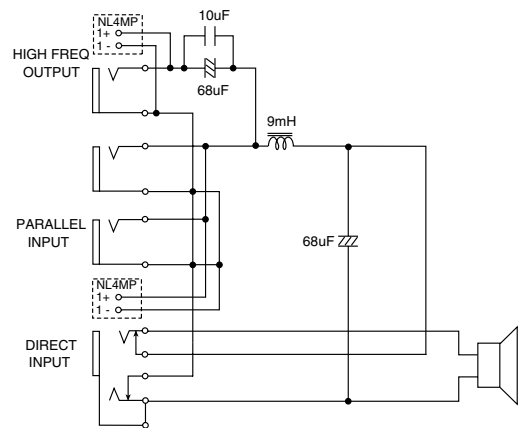 NL4MP
1+
1 -
HIGH FREQ
OUTPUT
10uF
68uF
9mH
PARALLEL
INPUT
68uF
NL4MP
1+
1 -
DIRECT
INPUT